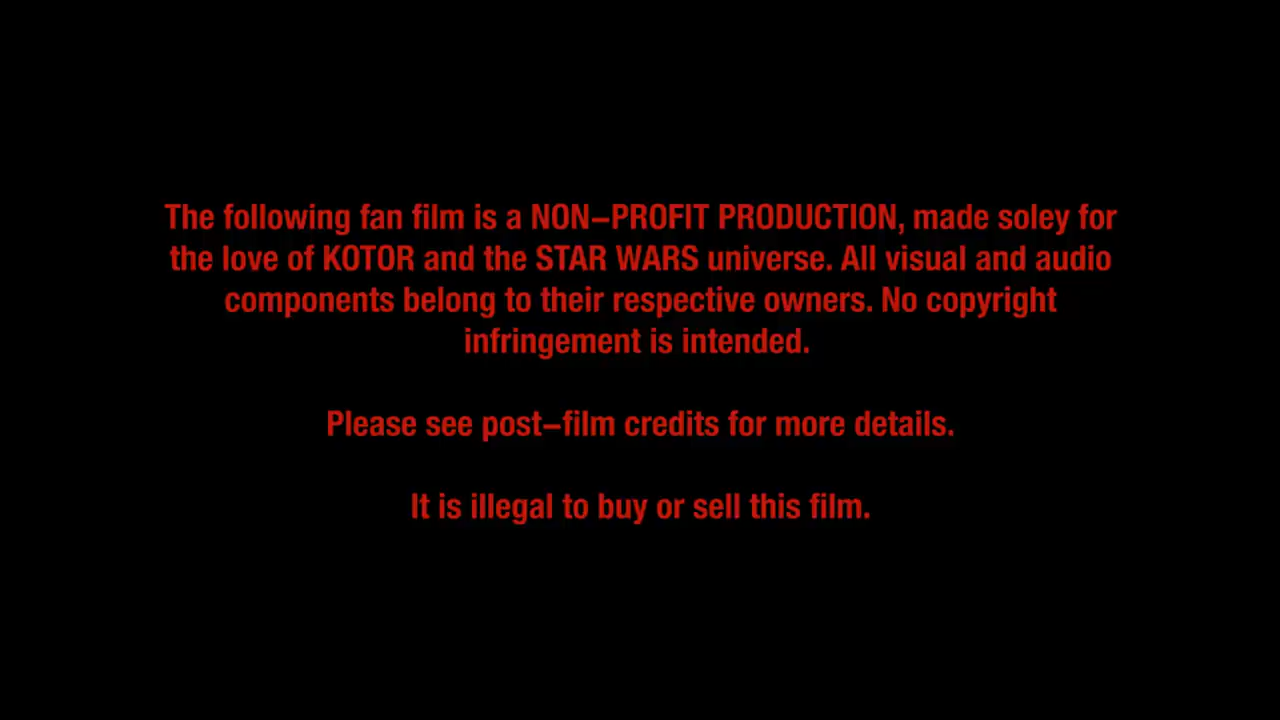 The following fan film is a NON–PROFIT PRODUCTION, made soley for
the love of KOTOR and the STAR WARS universe. All visual and audio
components belong to their respective owners. No copyright
infringement is intended.
Please see post–film credits for more details.
It is illegal to buy or sell this film.